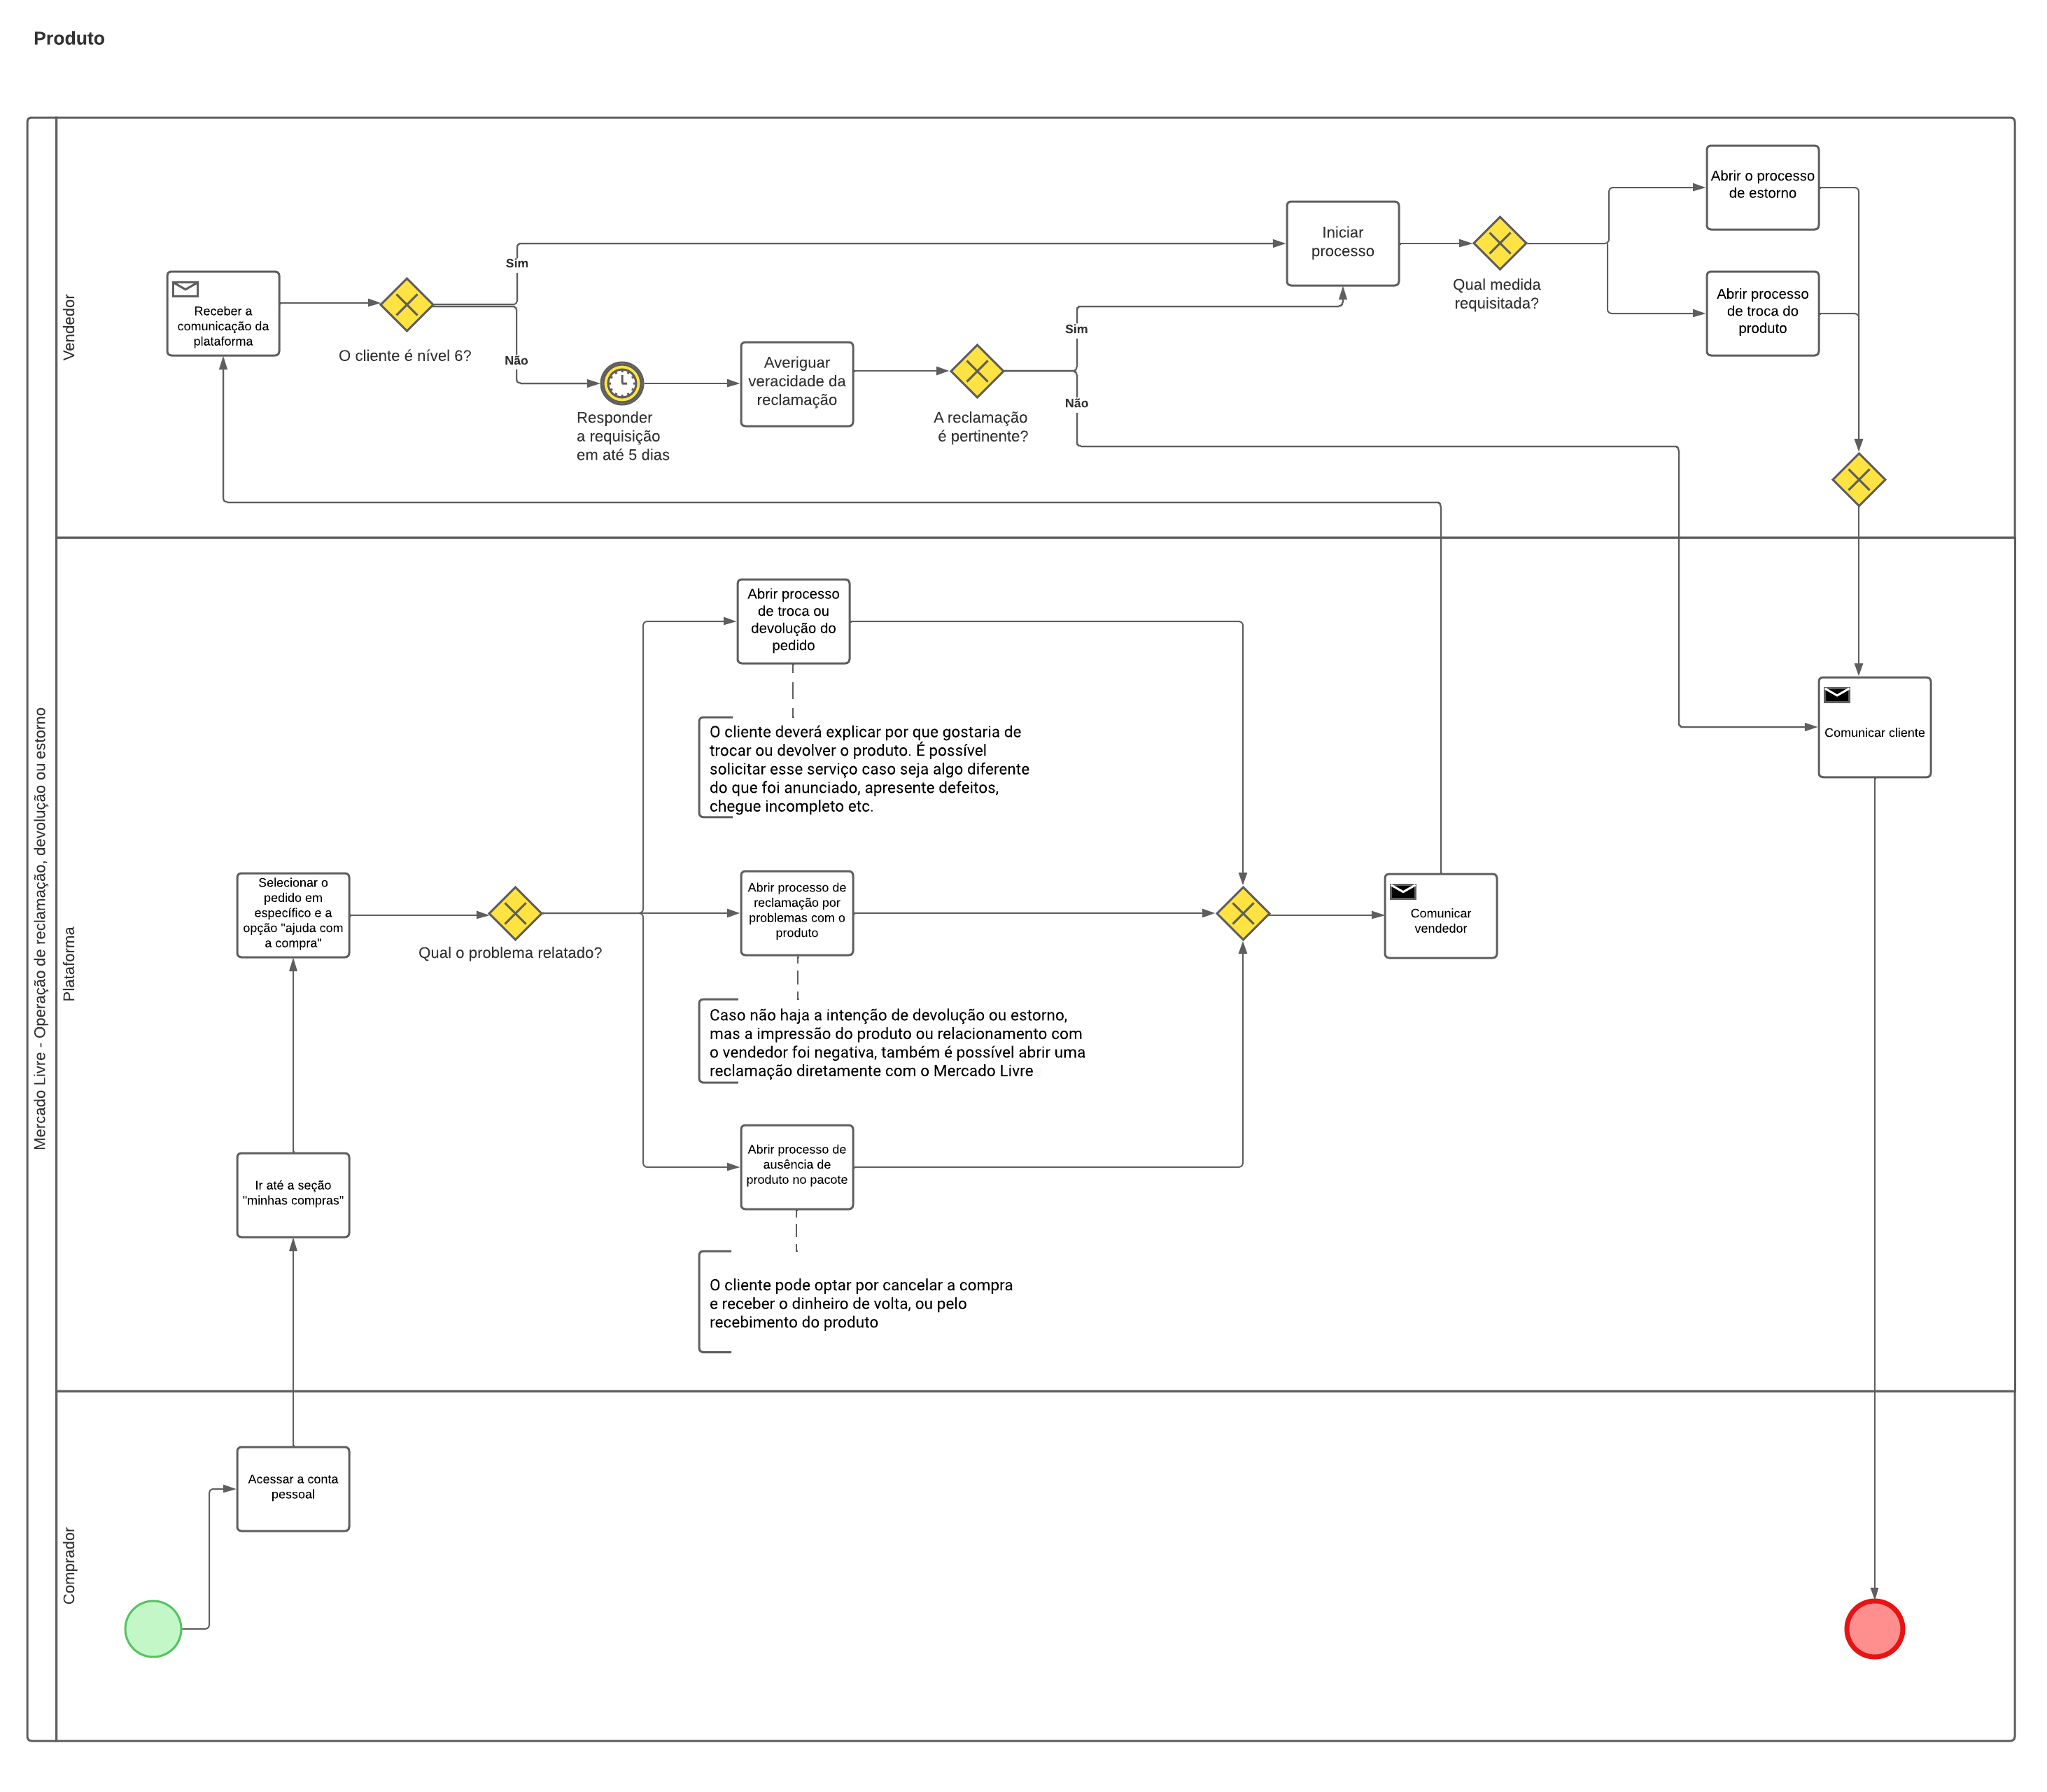 Produto
Mercado Livre - Operação de reclamação, devolução ou estorno
Vendedor
Receber a
comunicação da
plataforma
O cliente é nível 6?
Sim
Não
Responder
a requisição
em até 5 dias
Averiguar
veracidade da
reclamação
A reclamação
é pertinente?
Sim
Não
Iniciar
processo
Qual medida
requisitada?
Abrir o processo
de estorno
Abrir processo
de troca do
produto
Plataforma
Selecionar o
pedido em
específico e a
opção "ajuda com
a compra"
Ir até a seção
"minhas compras"
Qual o problema relatado?
Abrir processo
de troca ou
devolução do
pedido
O cliente deverá explicar por que gostaria de
trocar ou devolver o produto. É possível
solicitar esse serviço caso seja algo diferente
do que foi anunciado, apresente defeitos,
chegue incompleto etc.
Abrir processo de
reclamação por
problemas com o
produto
Caso não haja a intenção de devolução ou estorno,
mas a impressão do produto ou relacionamento com
o vendedor foi negativa, também é possível abrir uma
reclamação diretamente com o Mercado Livre
Abrir processo de
ausência de
produto no pacote
O cliente pode optar por cancelar a compra
e receber o dinheiro de volta, ou pelo
recebimento do produto
Comunicar
vendedor
Comunicar cliente
Comprador
Acessar a conta
pessoal